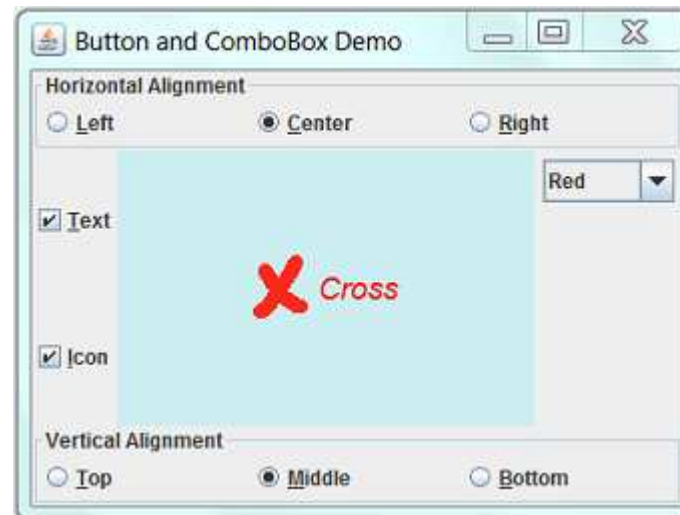 Button and ComboBox Demo
Horizontal Alignment
Left Center Right
Red
Text
Cross
Icon
Vertical Alignment
Top Middle Bottom